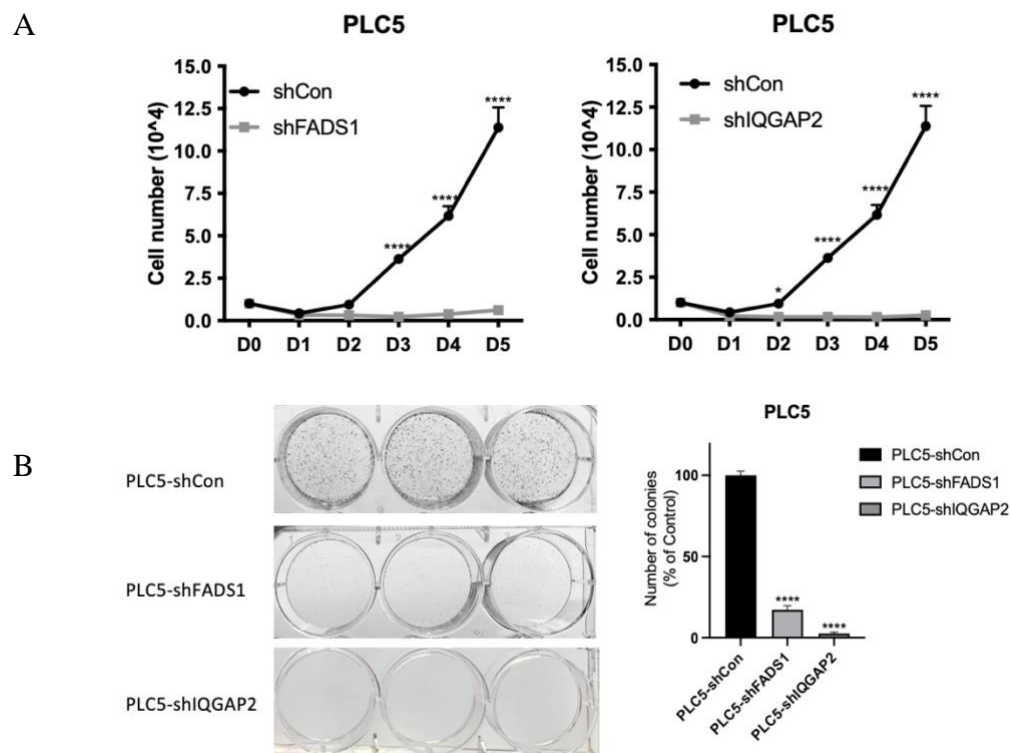 A
PLC5
15.0
12.5
10.0
7.5
5.0
2.5
0.0
Cell number (10^4)
shCon
shFADS1
****
****
****
D0 D1 D2 D3 D4 D5
PLC5
15.0
12.5
10.0
7.5
5.0
2.5
0.0
Cell number (10^4)
shCon
shIQGAP2
*
****
****
****
D0 D1 D2 D3 D4 D5
B
PLC5-shCon
PLC5-shFADS1
PLC5-shIQGAP2
PLC5
100
50
0
Number of colonies
(% of Control)
****
****
PLC5-shCon
PLC5-shFADS1
PLC5-shIQGAP2
PLC5-shCon
PLC5-shFADS1
PLC5-shIQGAP2